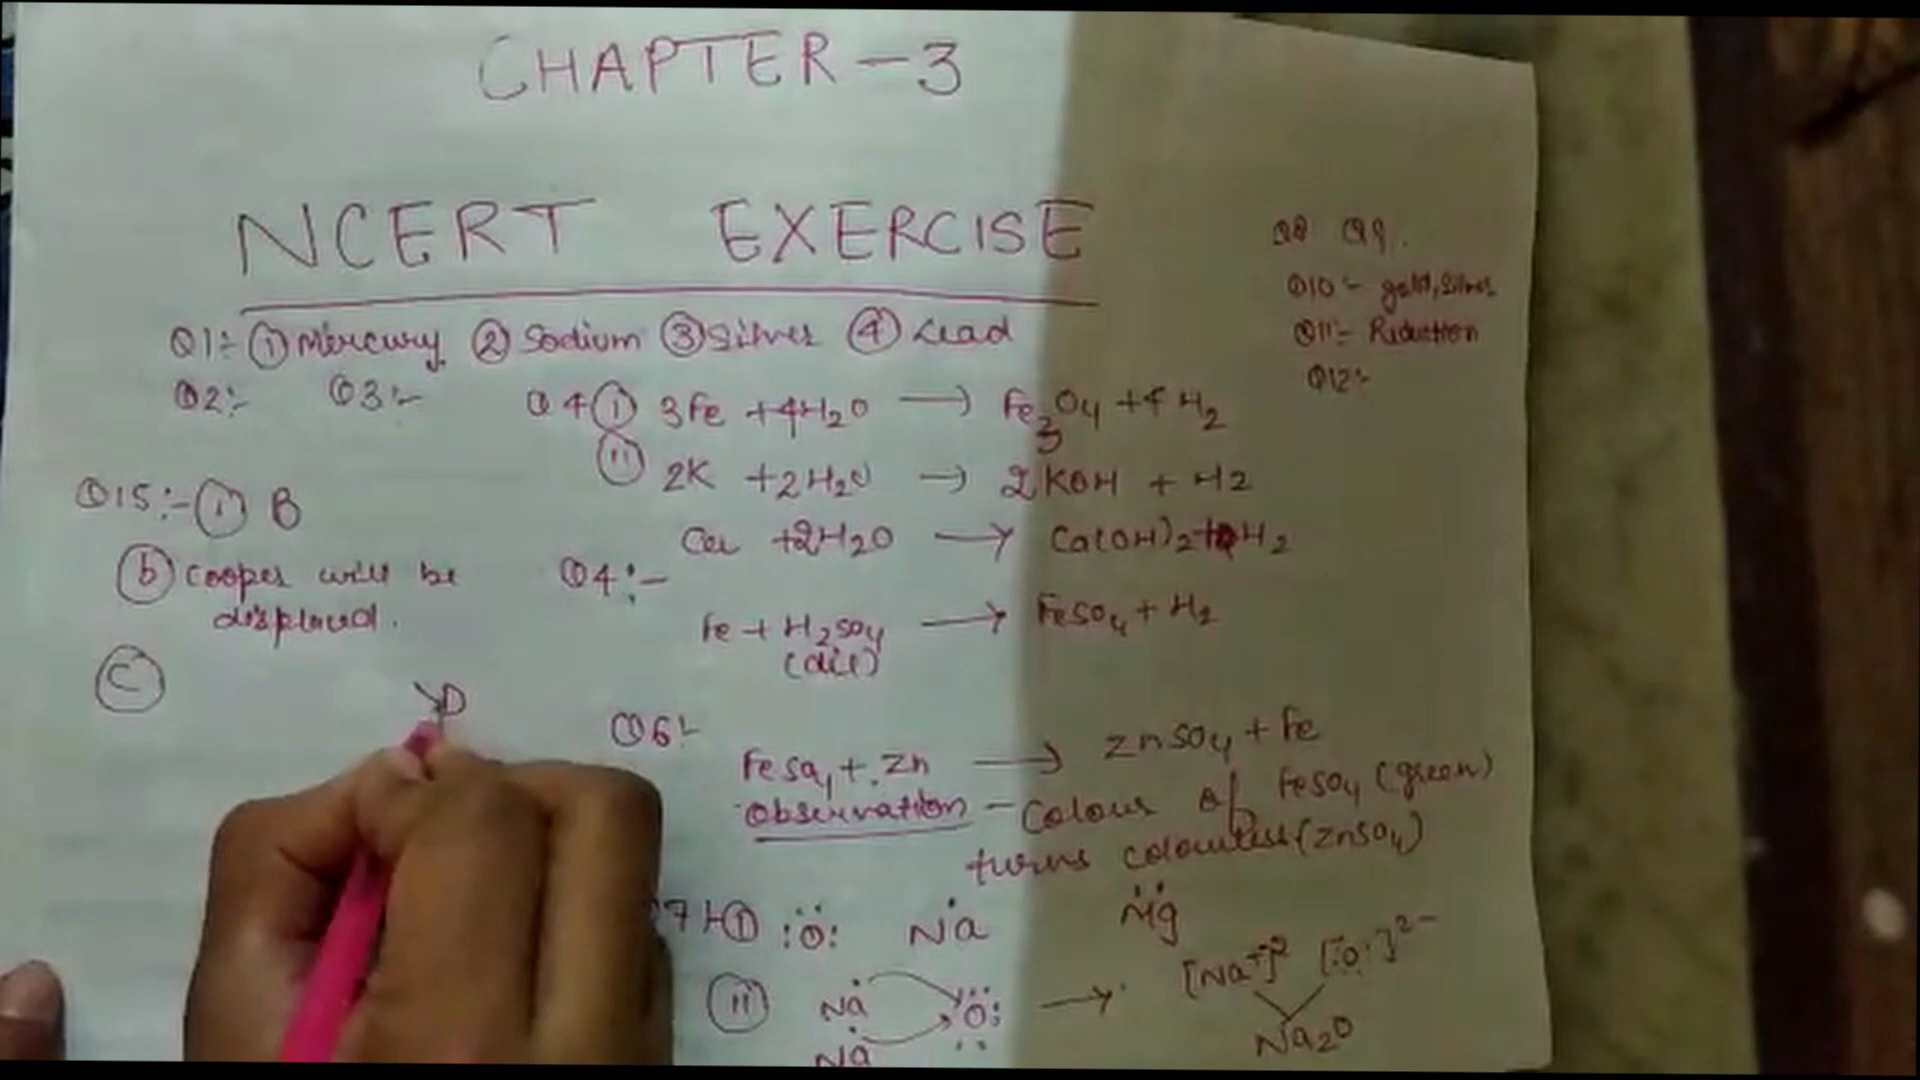 CHAPTER-3
NCERT EXERCISE
Q1:- ① Mercury ② Sodium ③ Silver ④ Lead
Q2:- Q3:- Q4 ⓘ 3Fe + 4H₂O → Fe₃O₄ + 4H₂
ⓘⓘ 2K + 2H₂O → 2KOH + H2
Ca + 2H₂O → Ca(OH)₂ + H₂
Q4:-
Fe + H₂SO₄ → FeSO₄ + H₂
(dil)
Q6:-
FeSO₄ + Zn → ZnSO₄ + Fe
Observation - Colour of FeSO₄ (green)
turns colourless (ZnSO₄)
Q7:- ⓘ :Ö: Na Mg
ⓘⓘ Na Ö: → [Na⁺]² [:O:]²⁻
Na Na₂O
Q15:- ⓘ B
ⓑ Cooper will be
displaced.
Ⓒ
D
Q8 Q9.
Q10:- gold, silver
Q11:- Reduction
Q12:-